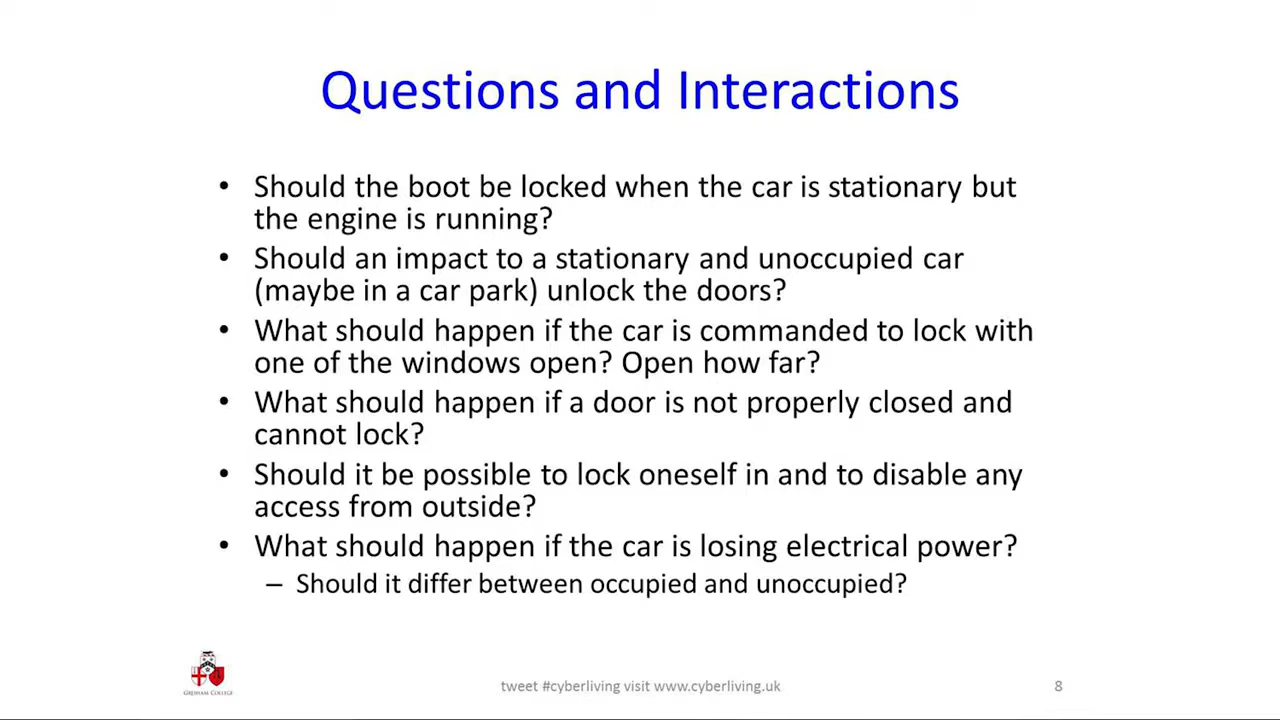 Questions and Interactions
• Should the boot be locked when the car is stationary but
the engine is running?
• Should an impact to a stationary and unoccupied car
(maybe in a car park) unlock the doors?
• What should happen if the car is commanded to lock with
one of the windows open? Open how far?
• What should happen if a door is not properly closed and
cannot lock?
• Should it be possible to lock oneself in and to disable any
access from outside?
• What should happen if the car is losing electrical power?
– Should it differ between occupied and unoccupied?
GRESHAM COLLEGE
tweet #cyberliving visit www.cyberliving.uk
8